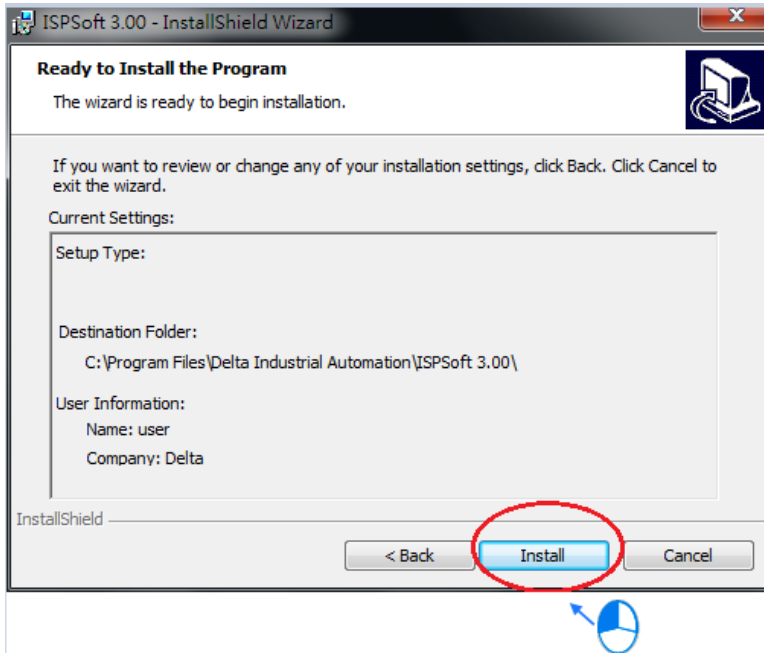 ISPSoft 3.00 - InstallShield Wizard
Ready to Install the Program
The wizard is ready to begin installation.
If you want to review or change any of your installation settings, click Back. Click Cancel to
exit the wizard.
Current Settings:
Setup Type:
Destination Folder:
C:\Program Files\Delta Industrial Automation\ISPSoft 3.00\
User Information:
Name: user
Company: Delta
InstallShield
< Back Install Cancel